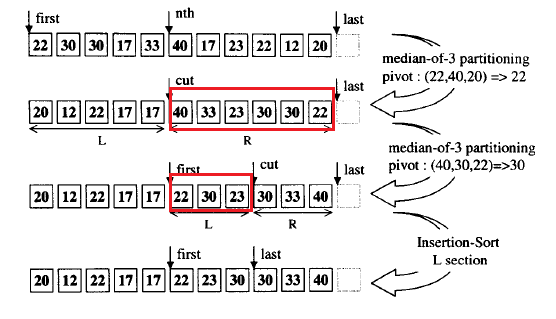 first nth last
22 30 30 17 33 40 17 23 22 12 20
median-of-3 partitioning
pivot : (22,40,20) => 22
cut last
20 12 22 17 17 40 33 23 30 30 22
L R
median-of-3 partitioning
pivot : (40,30,22)=>30
first cut last
20 12 22 17 17 22 30 23 30 33 40
L R
Insertion-Sort
L section
first last
20 12 22 17 17 22 23 30 30 33 40